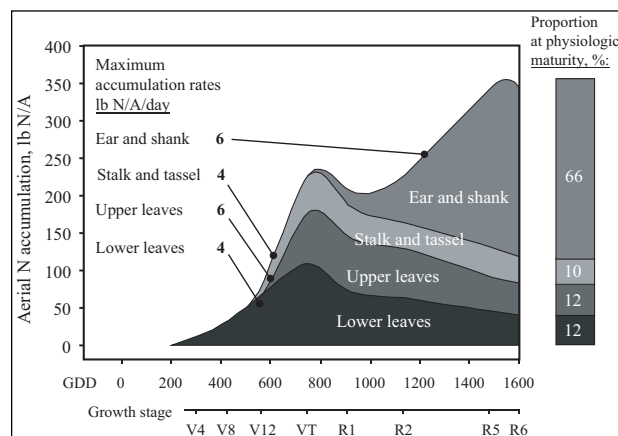 Proportion
at physiologic
maturity, %:
400
350
300
250
200
150
100
50
0
Aerial N accumulation, lb N/A
Maximum
accumulation rates
lb N/A/day
Ear and shank 6
Stalk and tassel 4
Upper leaves 6
Lower leaves 4
Ear and shank
Stalk and tassel
Upper leaves
Lower leaves
66
10
12
12
GDD 0 200 400 600 800 1000 1200 1400 1600
Growth stage
V4 V8 V12 VT R1 R2 R5 R6